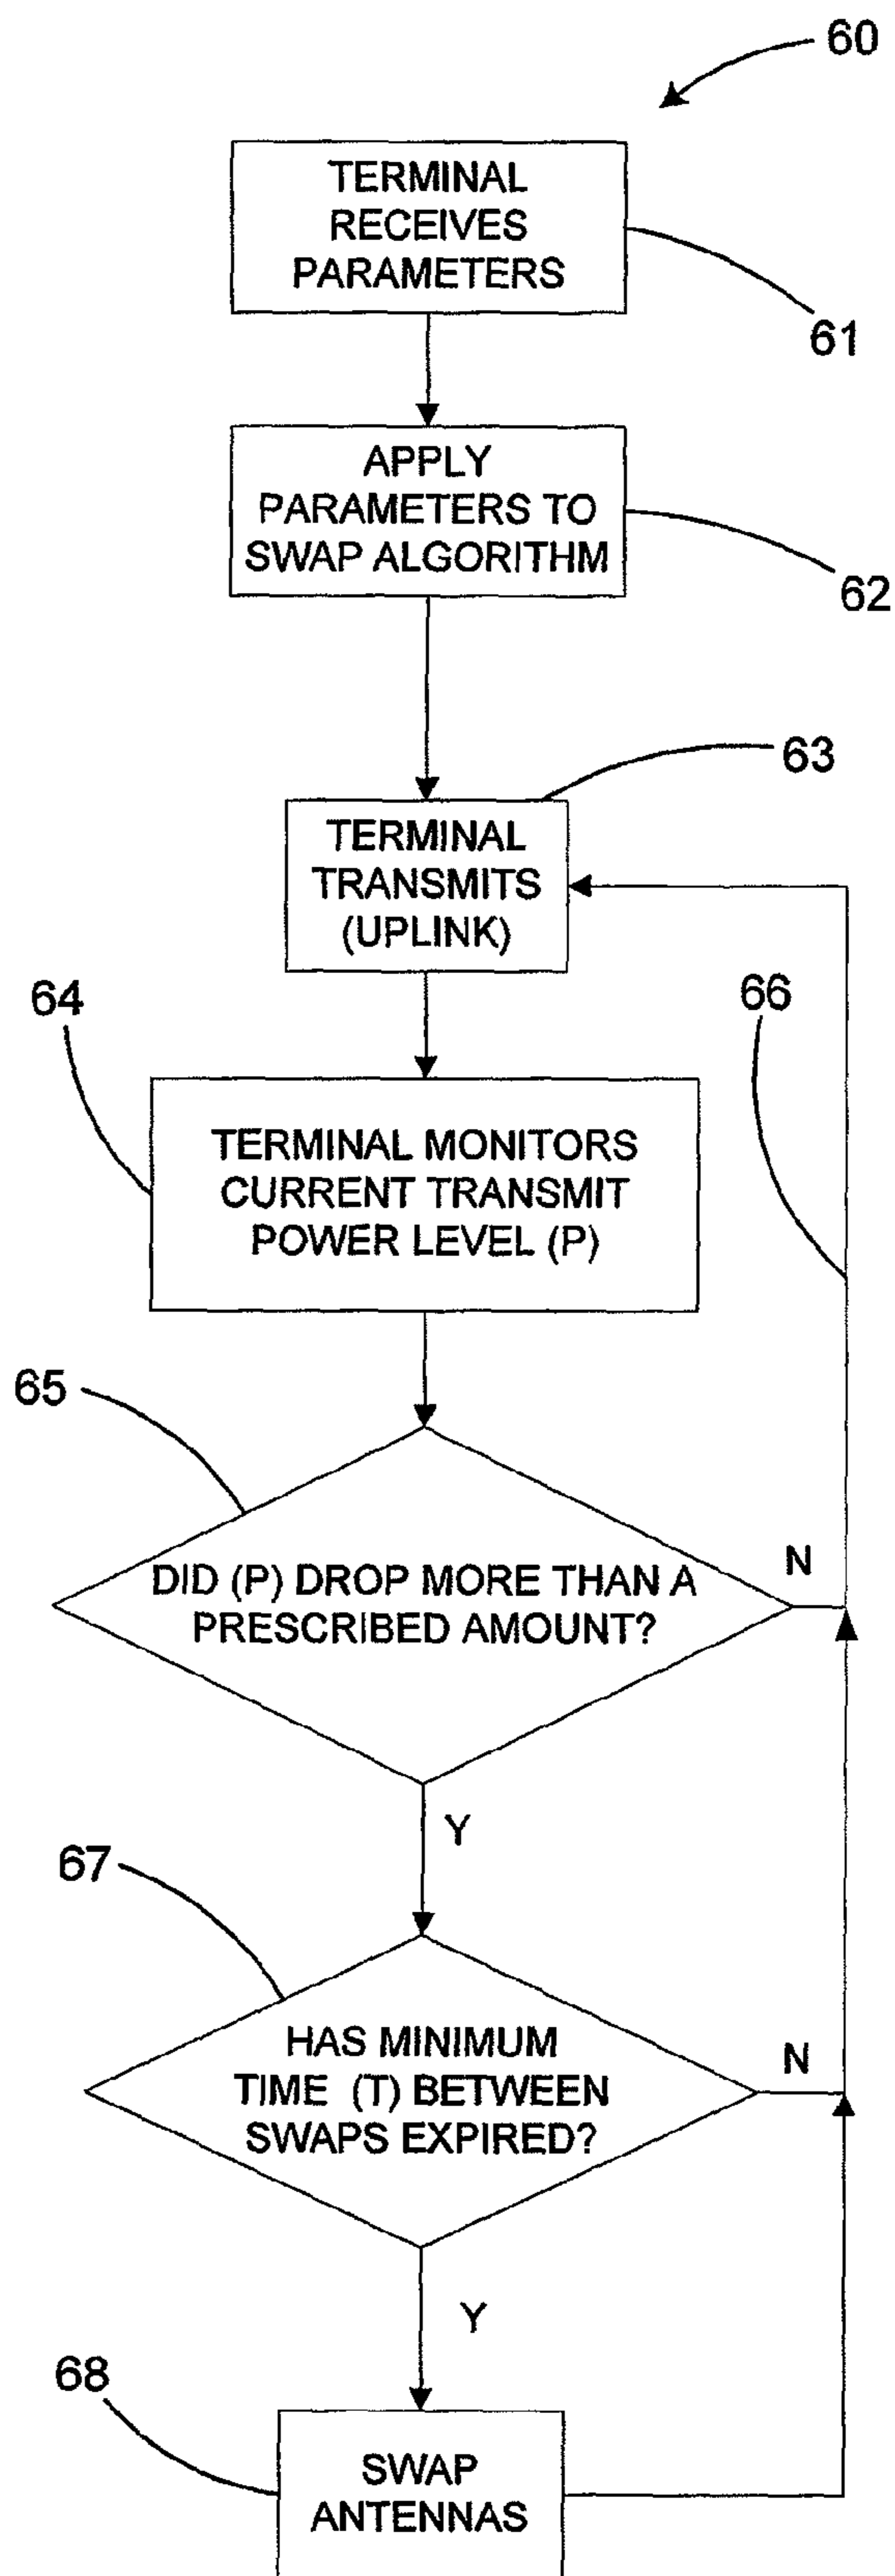 60
TERMINAL
RECEIVES
PARAMETERS
61
APPLY
PARAMETERS TO
SWAP ALGORITHM
62
63
TERMINAL
TRANSMITS
(UPLINK)
64
66
TERMINAL MONITORS
CURRENT TRANSMIT
POWER LEVEL (P)
65
DID (P) DROP MORE THAN A
PRESCRIBED AMOUNT?
N
Y
67
HAS MINIMUM
TIME (T) BETWEEN
SWAPS EXPIRED?
N
Y
68
SWAP
ANTENNAS